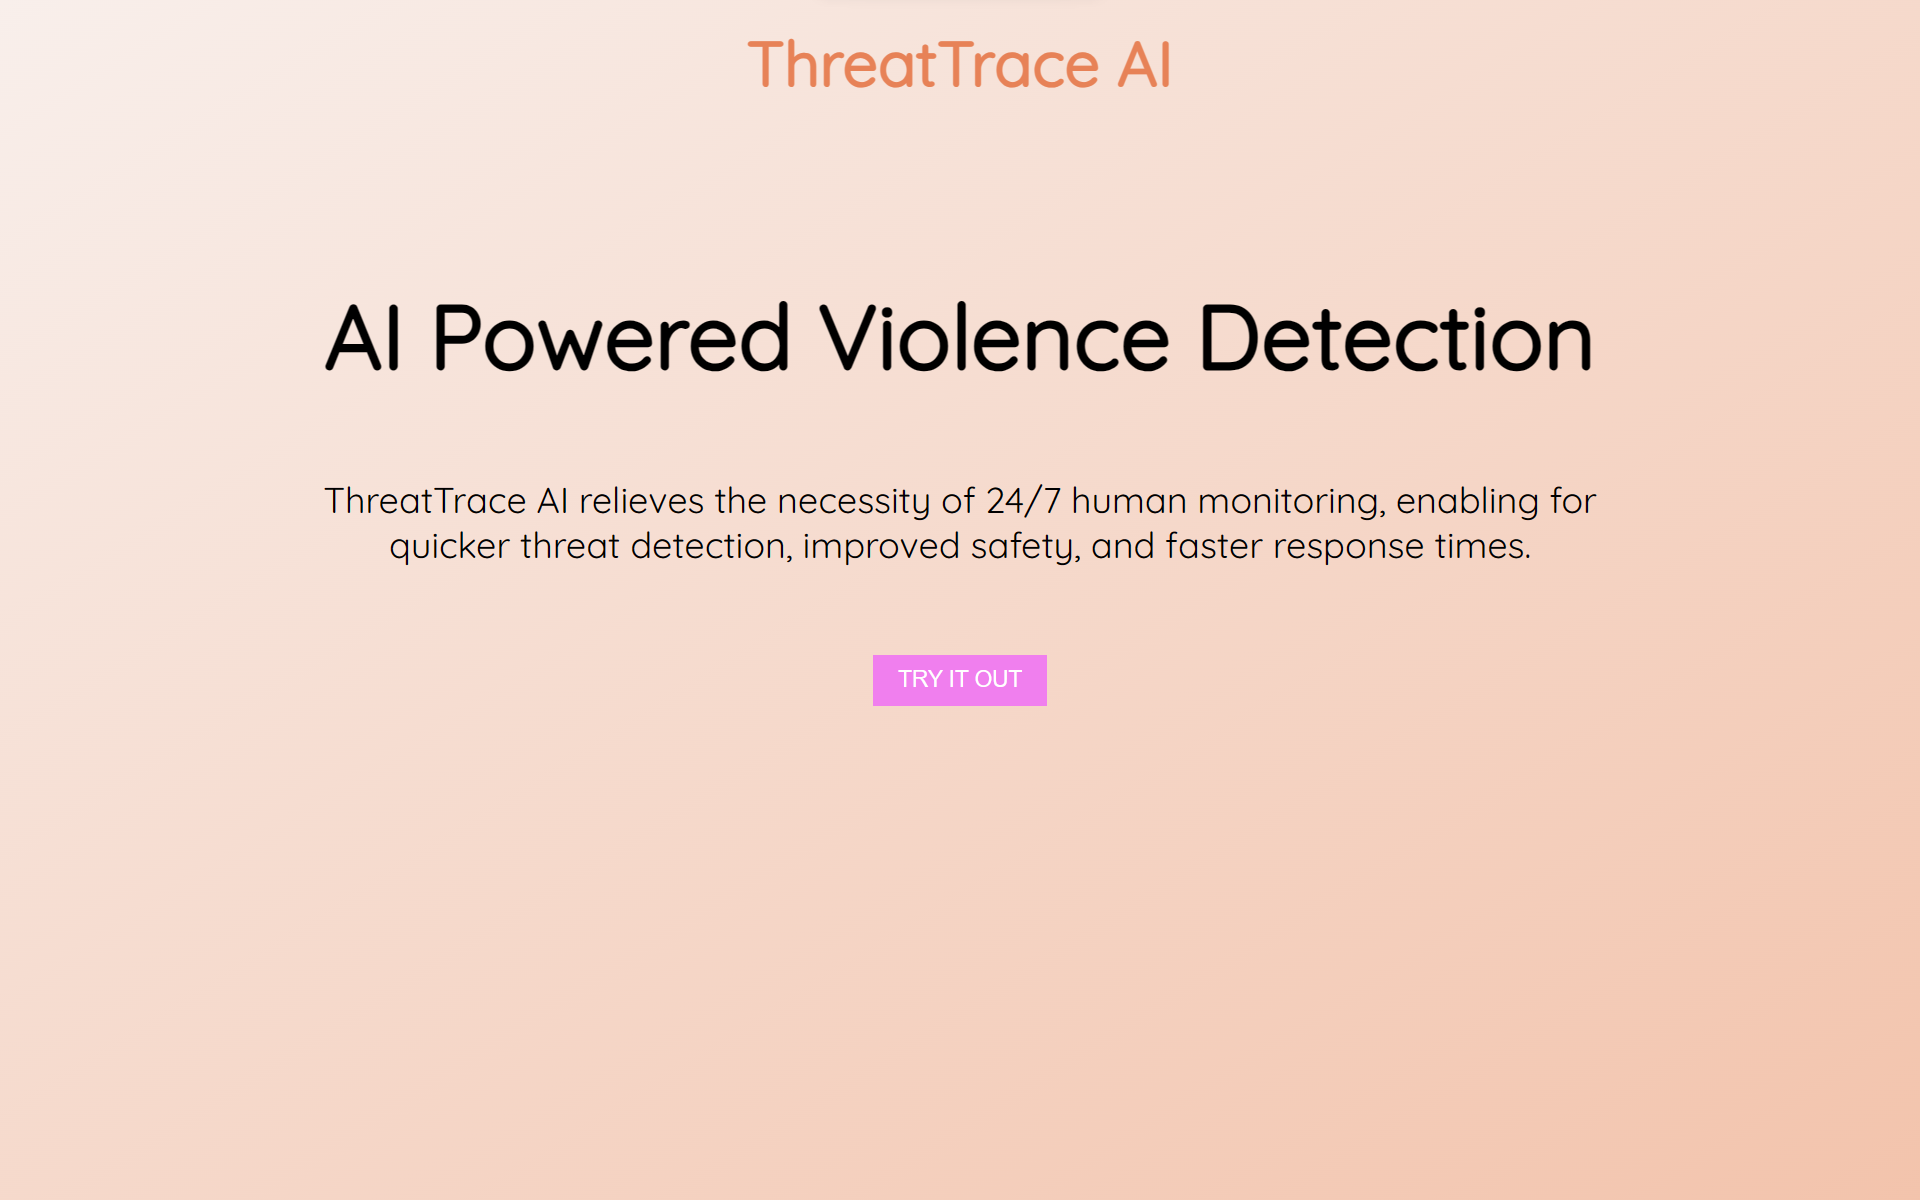 ThreatTrace AI
AI Powered Violence Detection
ThreatTrace AI relieves the necessity of 24/7 human monitoring, enabling for
quicker threat detection, improved safety, and faster response times.
TRY IT OUT